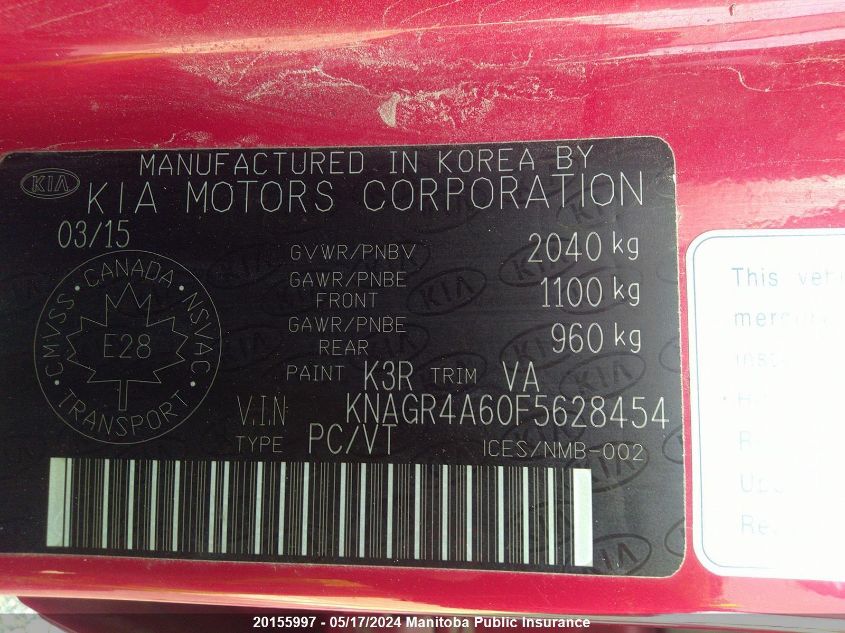 MANUFACTURED IN KOREA BY
KIA
KIA MOTORS CORPORATION
03/15
GVWR/PNBV 2040 kg
GAWR/PNBE FRONT 1100 kg
GAWR/PNBE REAR 960 kg
CMVSS · CANADA · NSVAC
E28
TRANSPORT
PAINT K3R TRIM VA
V.I.N KNAGR4A60F5628454
TYPE PC/VT ICES/NMB-002
This
20155997 - 05/17/2024 Manitoba Public Insurance